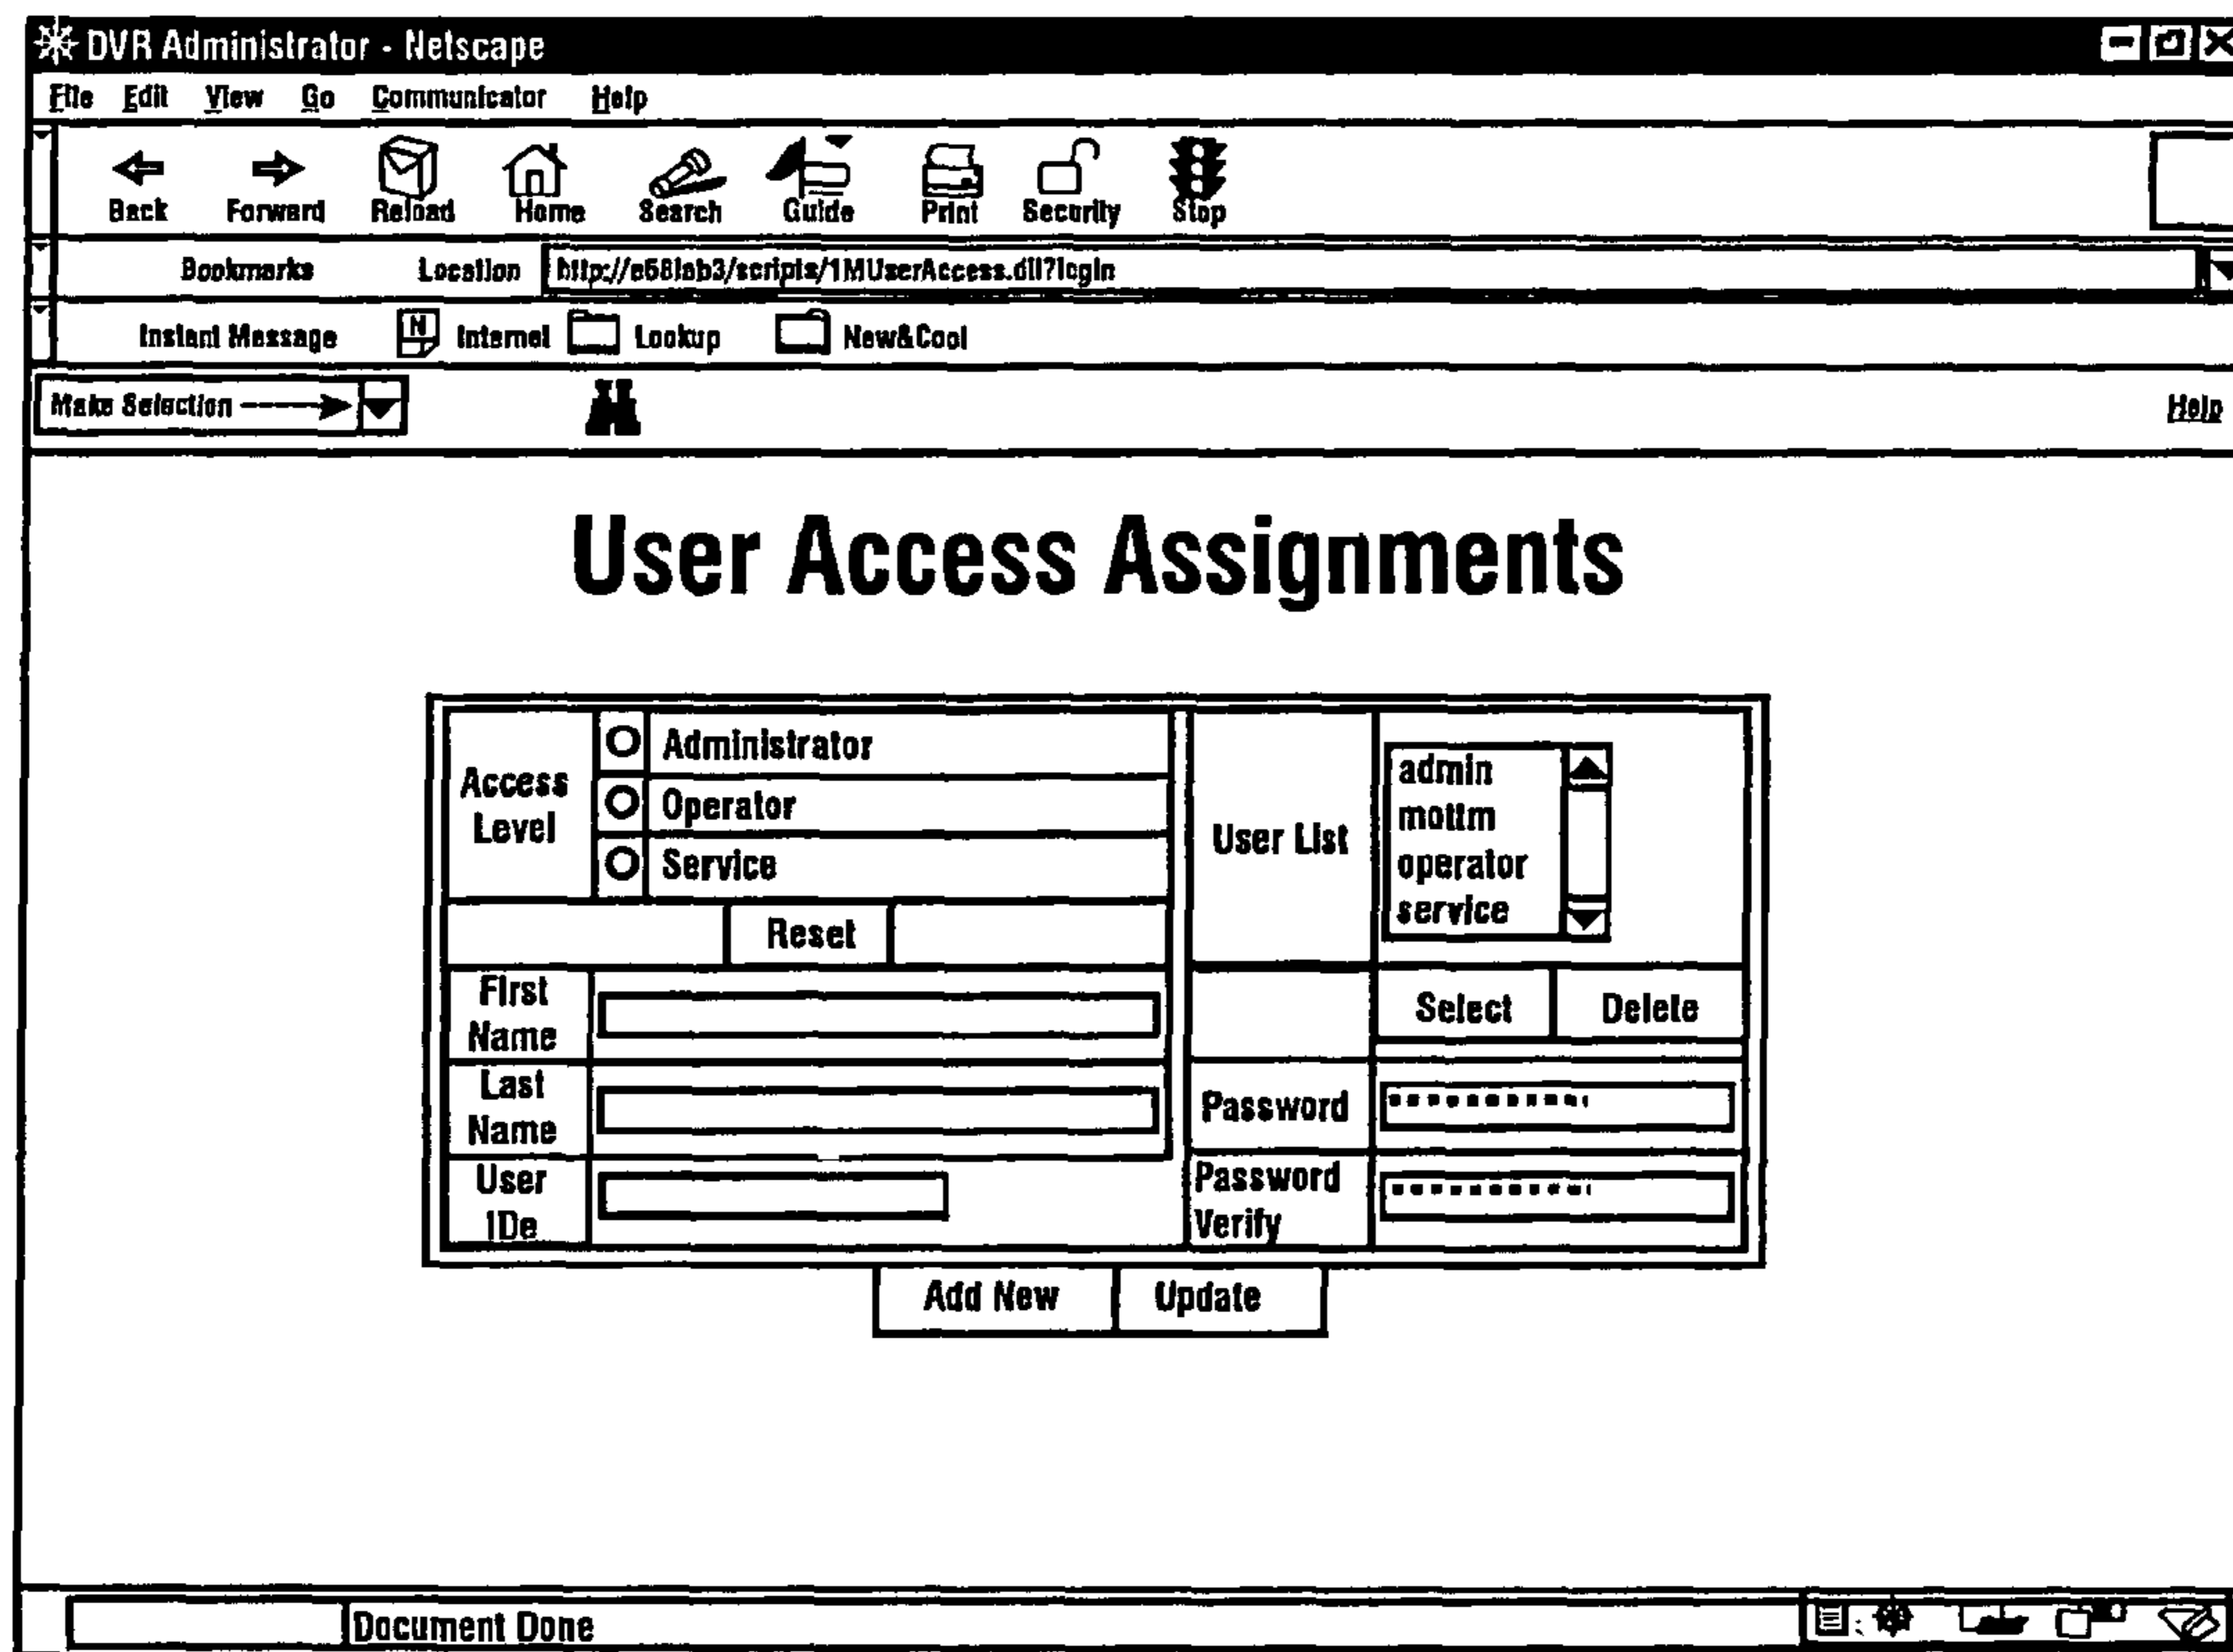 DVR Administrator - Netscape
File Edit View Go Communicator Help
Back Forward Reload Home Search Guide Print Security Stop
Bookmarks Location http://e68lab3/scripts/1MUserAccess.dll?login
Instant Message N Internet Lookup New&Cool
Make Selection Help
User Access Assignments
Access Level
Administrator
Operator
Service
Reset
First Name
Last Name
User IDe
User List
admin
mottm
operator
service
Select Delete
Password
Password Verify
Add New Update
Document Done